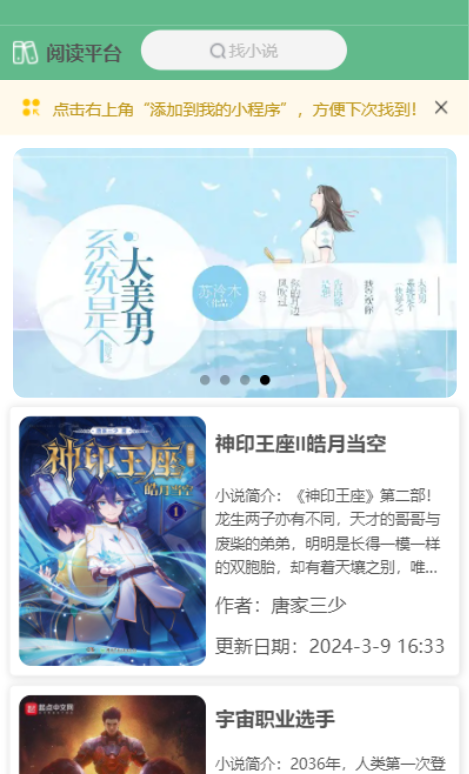 阅读平台
找小说
点击右上角“添加到我的小程序”，方便下次找到！
系统是个
大美男
苏泠木
神印王座
皓月当空
1
神印王座II皓月当空
小说简介：《神印王座》第二部！
龙生两子亦有不同，天才的哥哥与
废柴的弟弟，明明是长得一模一样
的双胞胎，却有着天壤之别，唯...
作者：唐家三少
更新日期：2024-3-9 16:33
起点中文网
宇宙职业选手
小说简介：2036年，人类第一次登